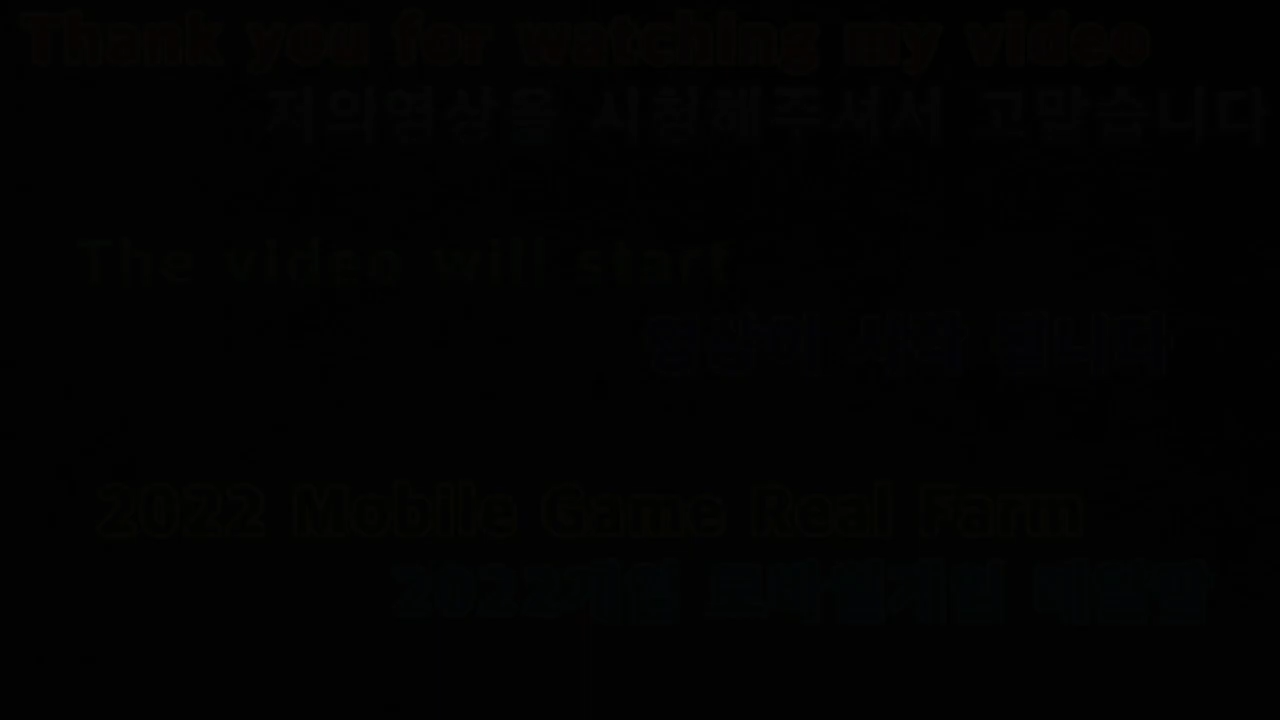 Thank you for watching my video
저의영상을 시청해주셔서 고맙습니다
The video will start
영상이 시작 됩니다
2022 Mobile Game Real Farm
2022